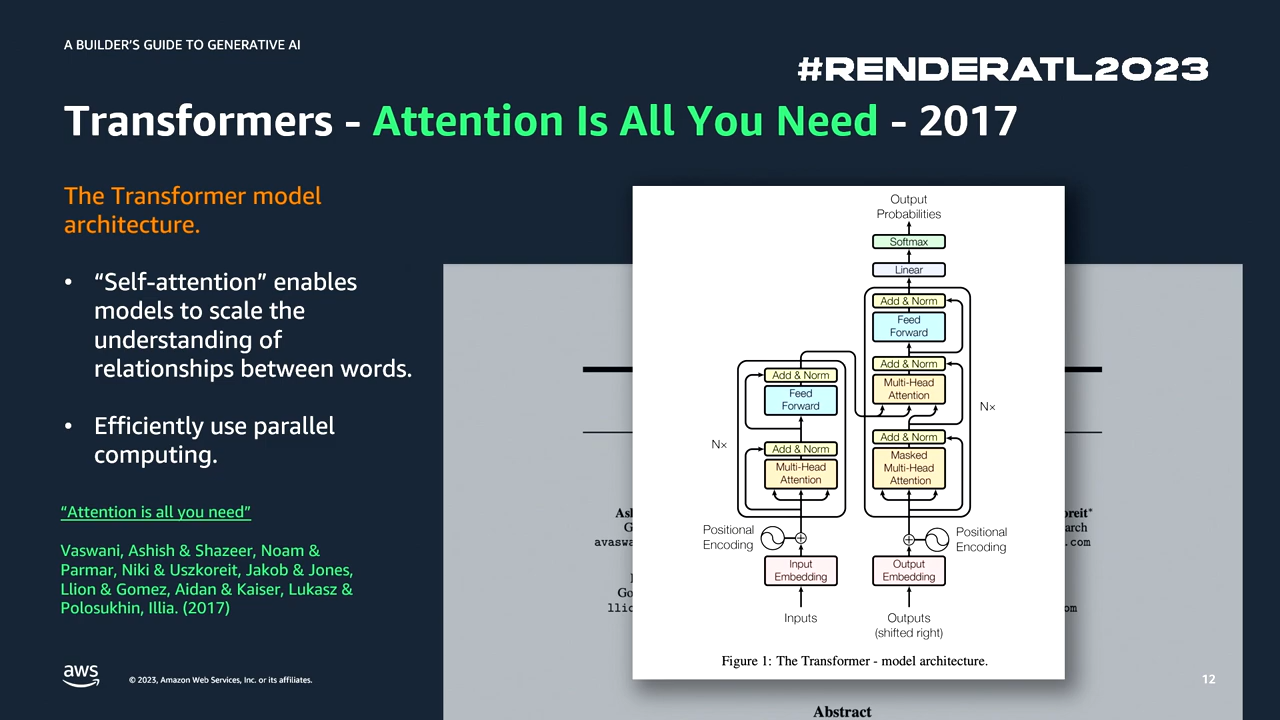 A BUILDER'S GUIDE TO GENERATIVE AI
#RENDERATL2023
Transformers - Attention Is All You Need - 2017
The Transformer model
architecture.
• “Self-attention” enables
models to scale the
understanding of
relationships between words.
• Efficiently use parallel
computing.
“Attention is all you need”
Vaswani, Ashish & Shazeer, Noam &
Parmar, Niki & Uszkoreit, Jakob & Jones,
Llion & Gomez, Aidan & Kaiser, Lukasz &
Polosukhin, Illia. (2017)
Output
Probabilities
Softmax
Linear
Add & Norm
Feed
Forward
Add & Norm
Multi-Head
Attention
Nx
Add & Norm
Masked
Multi-Head
Attention
Add & Norm
Feed
Forward
Nx
Add & Norm
Multi-Head
Attention
Positional
Encoding
Positional
Encoding
Input
Embedding
Output
Embedding
Inputs
Outputs
(shifted right)
Figure 1: The Transformer - model architecture.
Abstract
aws
© 2023, Amazon Web Services, Inc. or its affiliates.
12